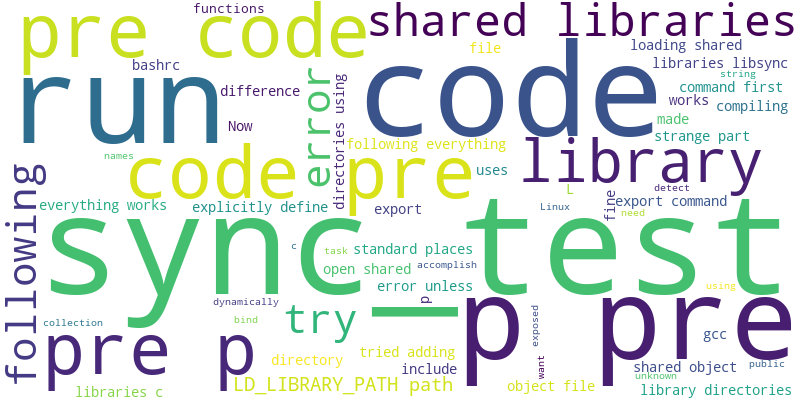 functions
pre code
shared libraries
file
loading shared
bashrc
libraries libsync
string
run
code
difference
error
directories using
command first
works
compiling
made
Now
strange part
following everything
names
library
code pre
uses
L
detect
following
everything works
explicitly define
export
fine
export command
Linux
need
sync_test
c
task
standard places
open shared
accomplish
using
error unless
dynamically
p
p pre
collection
bind
try
exposed
gcc
pre p
directory
tried adding
include
want
shared object
public
unknown
libraries c
LD_LIBRARY_PATH path
object file
library directories